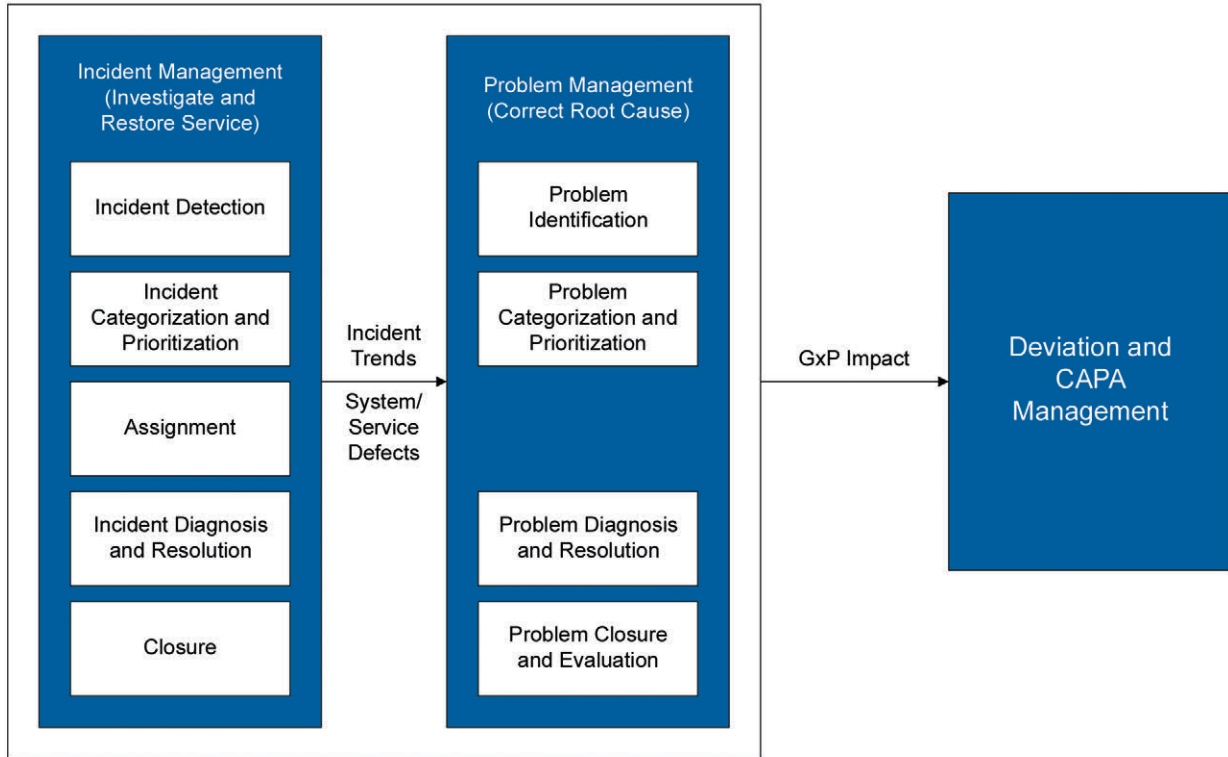 Incident Management
(Investigate and
Restore Service)
Incident Detection
Incident
Categorization and
Prioritization
Assignment
Incident Diagnosis
and Resolution
Closure
Incident
Trends
System/
Service
Defects
Problem Management
(Correct Root Cause)
Problem
Identification
Problem
Categorization and
Prioritization
Problem Diagnosis
and Resolution
Problem Closure
and Evaluation
GxP Impact
Deviation and
CAPA
Management